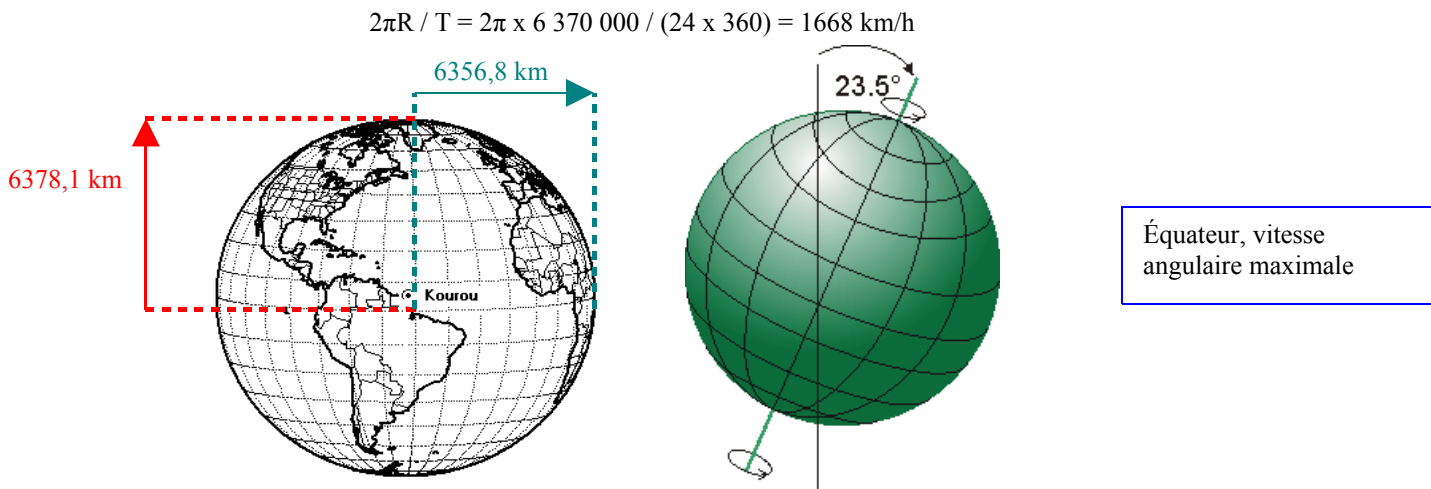 2πR / T = 2π x 6 370 000 / (24 x 360) = 1668 km/h
6356,8 km
23.5°
6378,1 km
Kourou
Équateur, vitesse
angulaire maximale